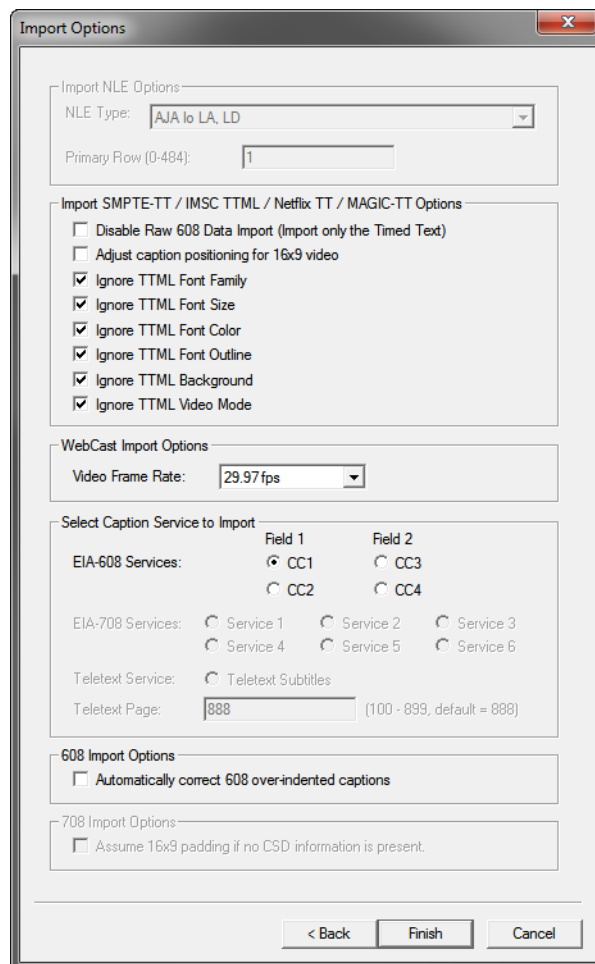 Import Options
Import NLE Options
NLE Type: AJA Io LA, LD
Primary Row (0-484): 1
Import SMPTE-TT / IMSC TTML / Netflix TT / MAGIC-TT Options
Disable Raw 608 Data Import (Import only the Timed Text)
Adjust caption positioning for 16x9 video
Ignore TTML Font Family
Ignore TTML Font Size
Ignore TTML Font Color
Ignore TTML Font Outline
Ignore TTML Background
Ignore TTML Video Mode
WebCast Import Options
Video Frame Rate: 29.97 fps
Select Caption Service to Import
Field 1 Field 2
EIA-608 Services: CC1 CC3
CC2 CC4
EIA-708 Services: Service 1 Service 2 Service 3
Service 4 Service 5 Service 6
Teletext Service: Teletext Subtitles
Teletext Page: 888 (100 - 899, default = 888)
608 Import Options
Automatically correct 608 over-indented captions
708 Import Options
Assume 16x9 padding if no CSD information is present.
< Back Finish Cancel